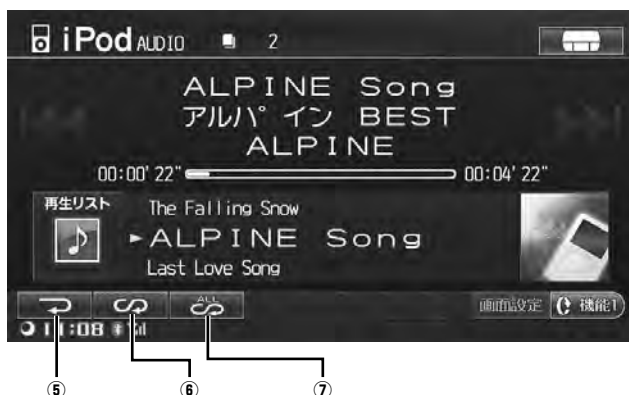 iPod AUDIO 2
ALPINE Song
アルパイン BEST
ALPINE
00:00'22" 00:04'22"
再生リスト
The Falling Snow
►ALPINE Song
Last Love Song
ALL
画面設定 機能1
11:08
⑤ ⑥ ⑦